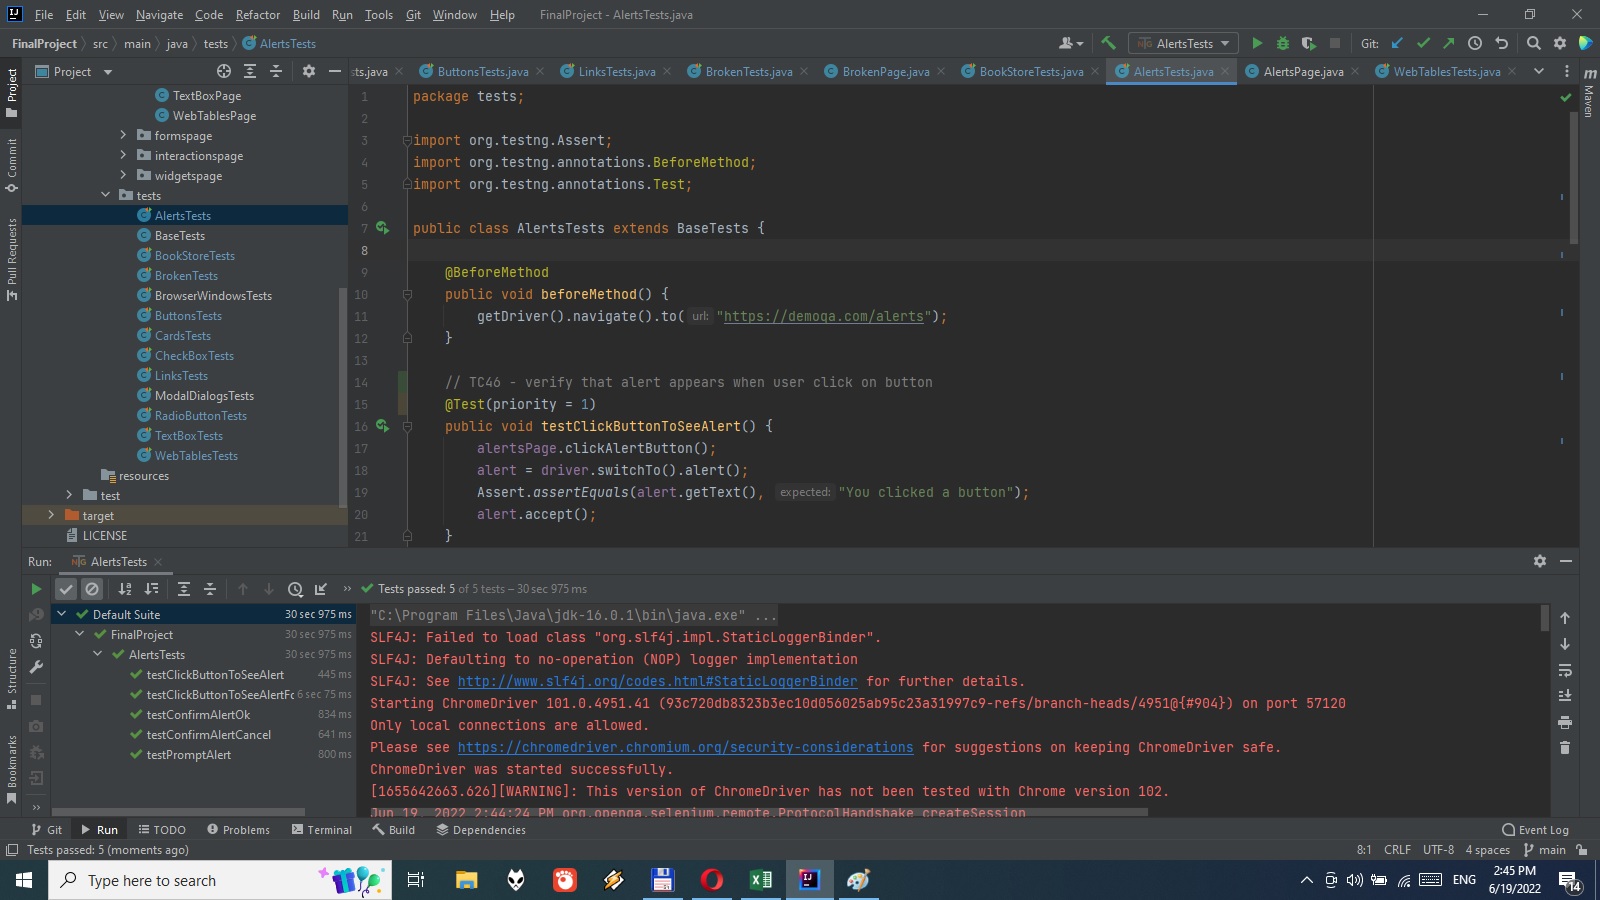 File Edit View Navigate Code Refactor Build Run Tools Git Window Help FinalProject - AlertsTests.java
FinalProject src main java tests AlertsTests AlertsTests Git:
Project
sts.java ButtonsTests.java LinksTests.java BrokenTests.java BrokenPage.java BookStoreTests.java AlertsTests.java AlertsPage.java WebTablesTests.java
Project
Commit
Pull Requests
TextBoxPage
WebTablesPage
formspage
interactionspage
widgetspage
tests
AlertsTests
BaseTests
BookStoreTests
BrokenTests
BrowserWindowsTests
ButtonsTests
CardsTests
CheckBoxTests
LinksTests
ModalDialogsTests
RadioButtonTests
TextBoxTests
WebTablesTests
resources
test
target
LICENSE
1 package tests;
2
3 import org.testng.Assert;
4 import org.testng.annotations.BeforeMethod;
5 import org.testng.annotations.Test;
6
7 public class AlertsTests extends BaseTests {
8
9 @BeforeMethod
10 public void beforeMethod() {
11 getDriver().navigate().to( url: "https://demoqa.com/alerts");
12 }
13
14 // TC46 - verify that alert appears when user click on button
15 @Test(priority = 1)
16 public void testClickButtonToSeeAlert() {
17 alertsPage.clickAlertButton();
18 alert = driver.switchTo().alert();
19 Assert.assertEquals(alert.getText(), expected: "You clicked a button");
20 alert.accept();
21 }
Maven
Run: AlertsTests
Tests passed: 5 of 5 tests – 30 sec 975 ms
Structure
Bookmarks
Default Suite 30 sec 975 ms
FinalProject 30 sec 975 ms
AlertsTests 30 sec 975 ms
testClickButtonToSeeAlert 445 ms
testClickButtonToSeeAlertFo 6 sec 75 ms
testConfirmAlertOk 834 ms
testConfirmAlertCancel 641 ms
testPromptAlert 800 ms
"C:\Program Files\Java\jdk-16.0.1\bin\java.exe" ...
SLF4J: Failed to load class "org.slf4j.impl.StaticLoggerBinder".
SLF4J: Defaulting to no-operation (NOP) logger implementation
SLF4J: See http://www.slf4j.org/codes.html#StaticLoggerBinder for further details.
Starting ChromeDriver 101.0.4951.41 (93c720db8323b3ec10d056025ab95c23a31997c9-refs/branch-heads/4951@{#904}) on port 57120
Only local connections are allowed.
Please see https://chromedriver.chromium.org/security-considerations for suggestions on keeping ChromeDriver safe.
ChromeDriver was started successfully.
[1655642663.626][WARNING]: This version of ChromeDriver has not been tested with Chrome version 102.
Jun 19, 2022 2:44:24 PM org.openqa.selenium.remote.ProtocolHandshake createSession
Git Run TODO Problems Terminal Build Dependencies Event Log
Tests passed: 5 (moments ago) 8:1 CRLF UTF-8 4 spaces main
Type here to search
ENG
2:45 PM
6/19/2022
14